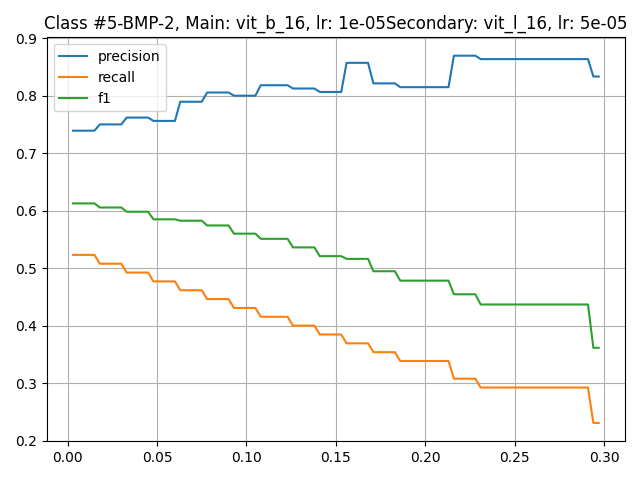 Class #5-BMP-2, Main: vit_b_16, lr: 1e-05Secondary: vit_l_16, lr: 5e-05
precision
recall
f1
0.9
0.8
0.7
0.6
0.5
0.4
0.3
0.2
0.00 0.05 0.10 0.15 0.20 0.25 0.30